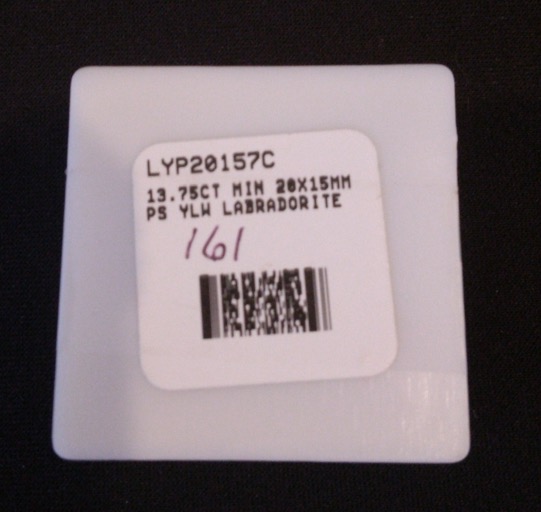 LYP20157C
13.75CT MIN 20X15MM
PS YLW LABRADORITE
161